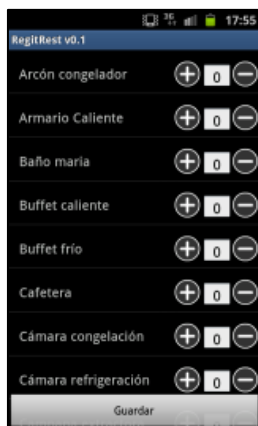 3G 17:55
RegitRest v0.1
Arcón congelador 0
Armario Caliente 0
Baño maria 0
Buffet caliente 0
Buffet frío 0
Cafetera 0
Cámara congelación 0
Cámara refrigeración 0
Guardar